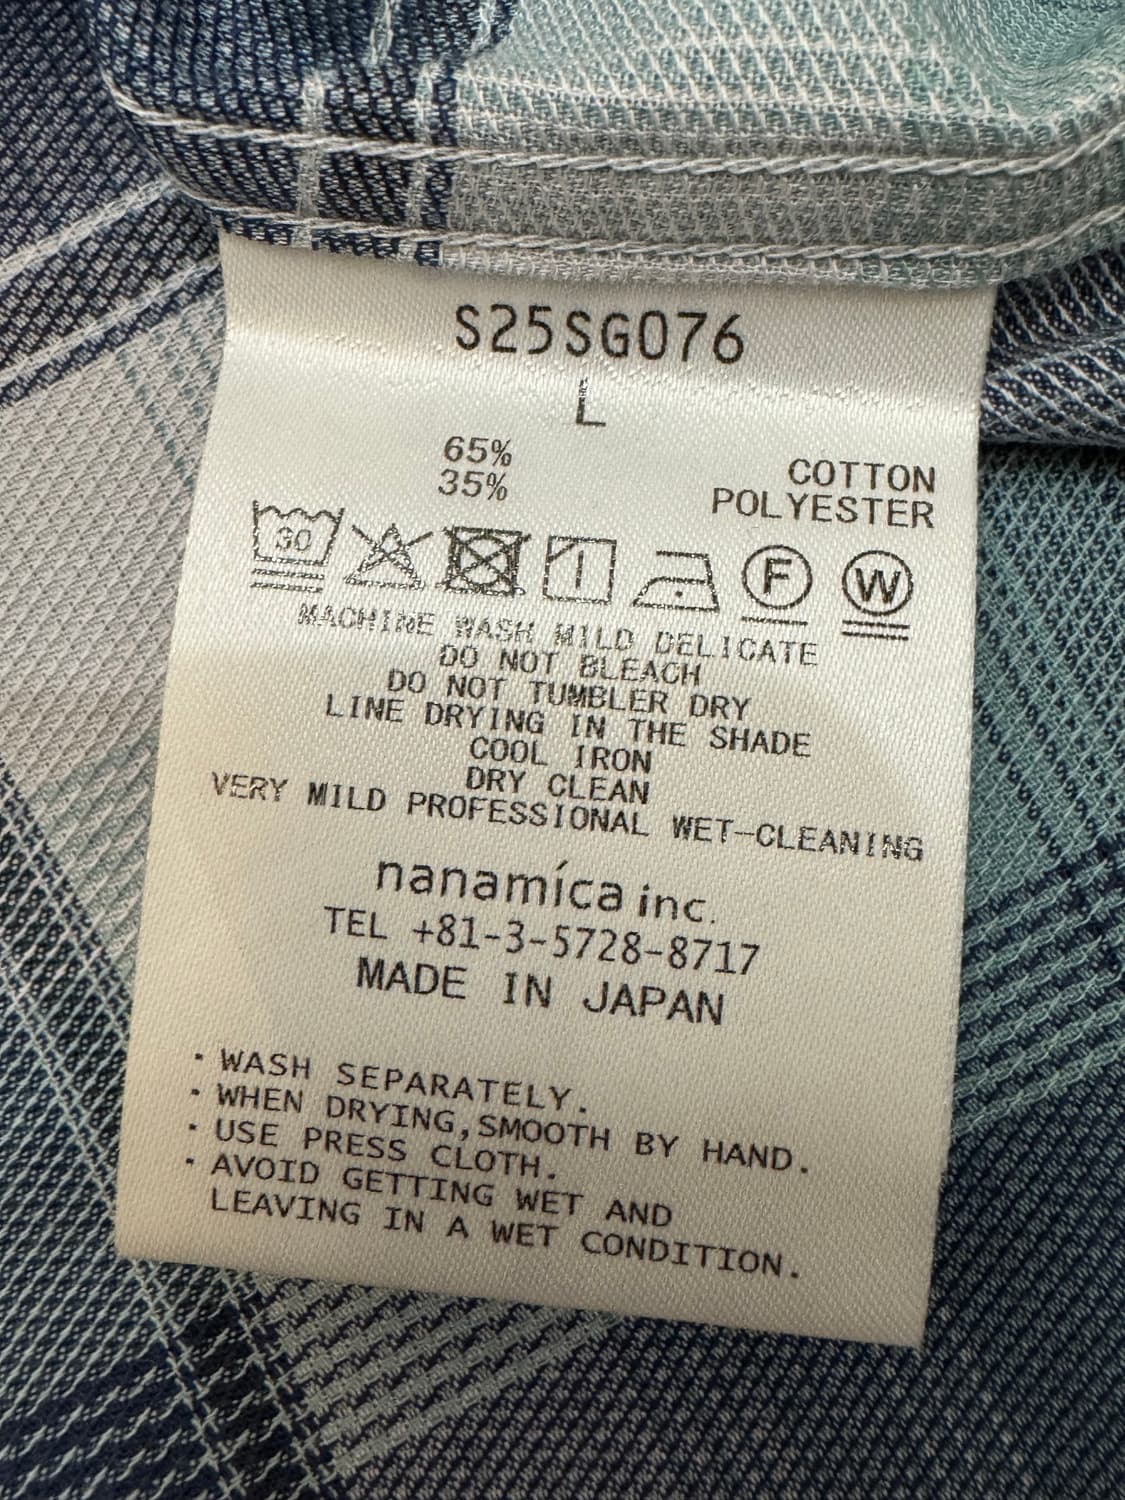 S25SG076
L
65% COTTON
35% POLYESTER
30
F
W
MACHINE WASH MILD DELICATE
DO NOT BLEACH
DO NOT TUMBLER DRY
LINE DRYING IN THE SHADE
COOL IRON
DRY CLEAN
VERY MILD PROFESSIONAL WET-CLEANING
nanamíca inc.
TEL +81-3-5728-8717
MADE IN JAPAN
・WASH SEPARATELY.
・WHEN DRYING,SMOOTH BY HAND.
・USE PRESS CLOTH.
・AVOID GETTING WET AND
LEAVING IN A WET CONDITION.